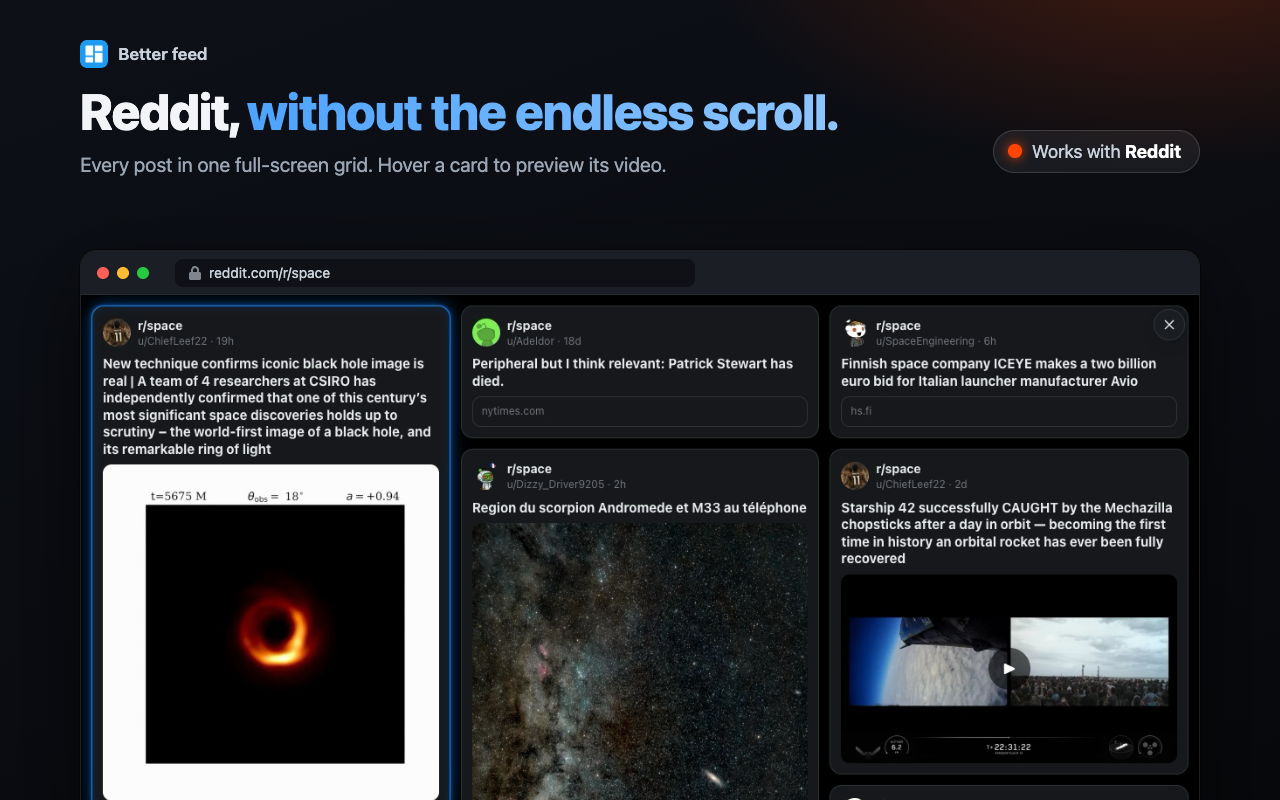 Better feed
Reddit, without the endless scroll.
Every post in one full-screen grid. Hover a card to preview its video.
Works with Reddit
reddit.com/r/space
r/space
u/ChiefLeef22 · 19h
New technique confirms iconic black hole image is
real | A team of 4 researchers at CSIRO has
independently confirmed that one of this century's
most significant space discoveries holds up to
scrutiny – the world-first image of a black hole, and
its remarkable ring of light
t=5675 M θobs = 18° a = +0.94
r/space
u/Adeldor · 18d
Peripheral but I think relevant: Patrick Stewart has
died.
nytimes.com
r/space
u/Dizzy_Driver9205 · 2h
Region du scorpion Andromede et M33 au téléphone
r/space
u/SpaceEngineering · 6h
Finnish space company ICEYE makes a two billion
euro bid for Italian launcher manufacturer Avio
hs.fi
r/space
u/ChiefLeef22 · 2d
Starship 42 successfully CAUGHT by the Mechazilla
chopsticks after a day in orbit — becoming the first
time in history an orbital rocket has ever been fully
recovered
6.2
T+22:31:22